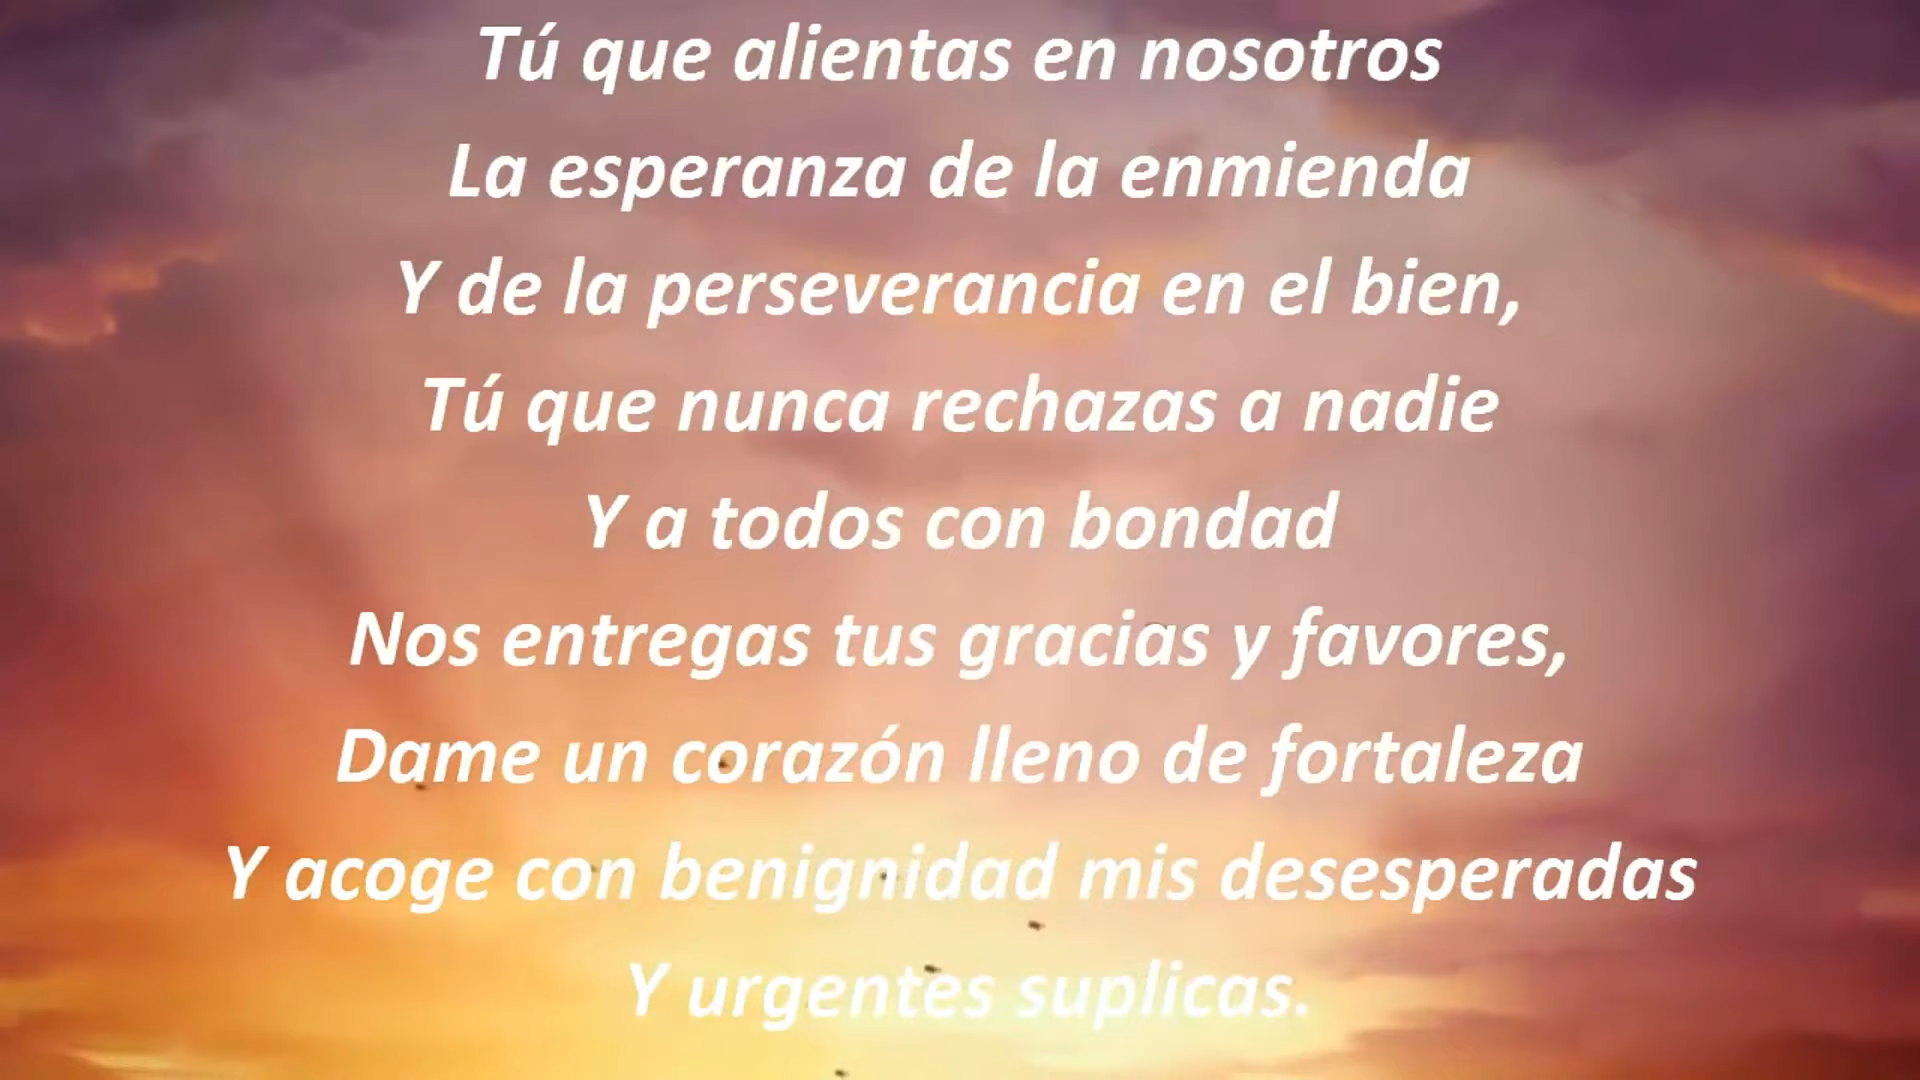 Tú que alientas en nosotros
La esperanza de la enmienda
Y de la perseverancia en el bien,
Tú que nunca rechazas a nadie
Y a todos con bondad
Nos entregas tus gracias y favores,
Dame un corazón lleno de fortaleza
Y acoge con benignidad mis desesperadas
Y urgentes suplicas.